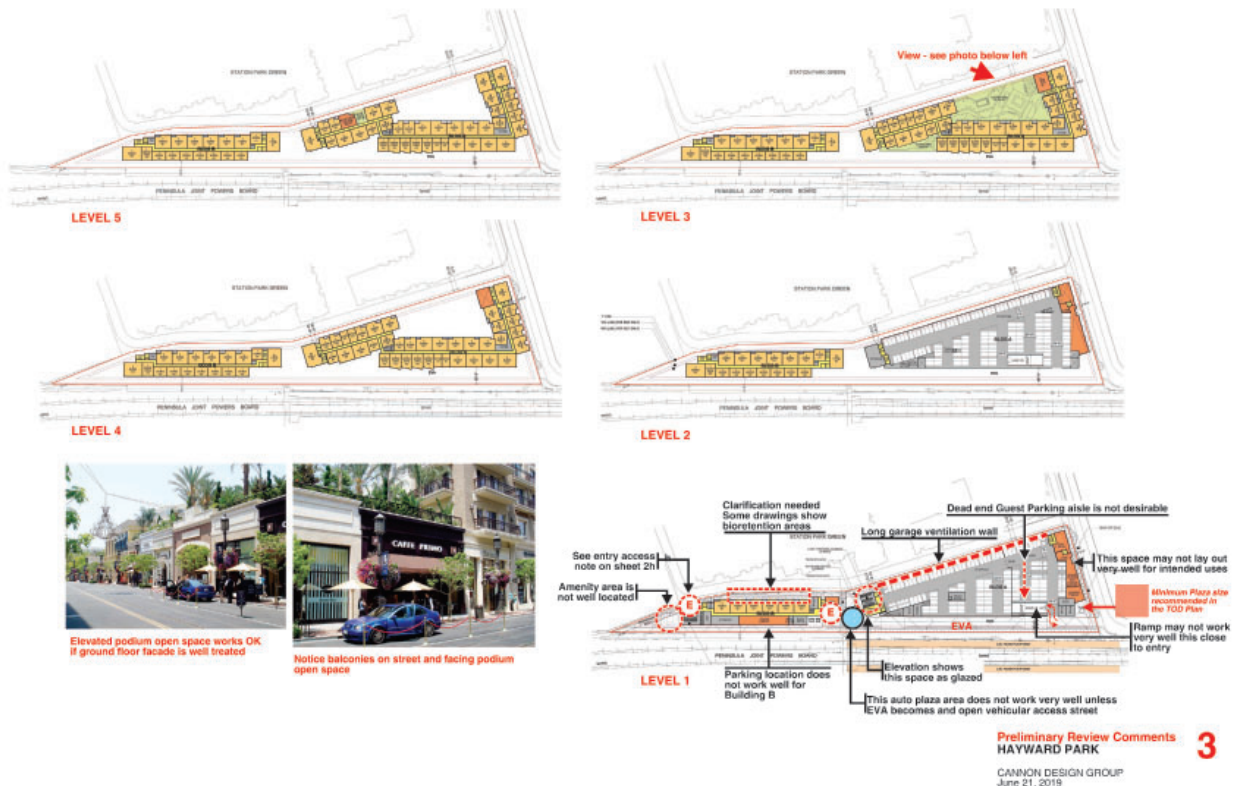 STATION PARK GREEN
PENINSULA JOINT POWERS BOARD
LEVEL 5
View - see photo below left
PENINSULA JOINT POWERS BOARD
LEVEL 3
STATION PARK GREEN
PENINSULA JOINT POWERS BOARD
LEVEL 4
STATION PARK GREEN
BLDG A
PENINSULA JOINT POWERS BOARD
LEVEL 2
CAFFE PRIMO
Elevated podium open space works OK
if ground floor facade is well treated
Notice balconies on street and facing podium
open space
Clarification needed
Some drawings show
bioretention areas
Dead end Guest Parking aisle is not desirable
STATION PARK GREEN
Long garage ventilation wall
See entry access
note on sheet 2h
Amenity area is
not well located
This space may not lay out
very well for intended uses
E
E
Minimum Plaza size
recommended in
the TOD Plan
EVA
Ramp may not work
very well this close
to entry
PENINSULA JOINT POWERS BOARD
LEVEL 1
Parking location does
not work well for
Building B
Elevation shows
this space as glazed
This auto plaza area does not work very well unless
EVA becomes and open vehicular access street
Preliminary Review Comments
HAYWARD PARK
3
CANNON DESIGN GROUP
June 21, 2019